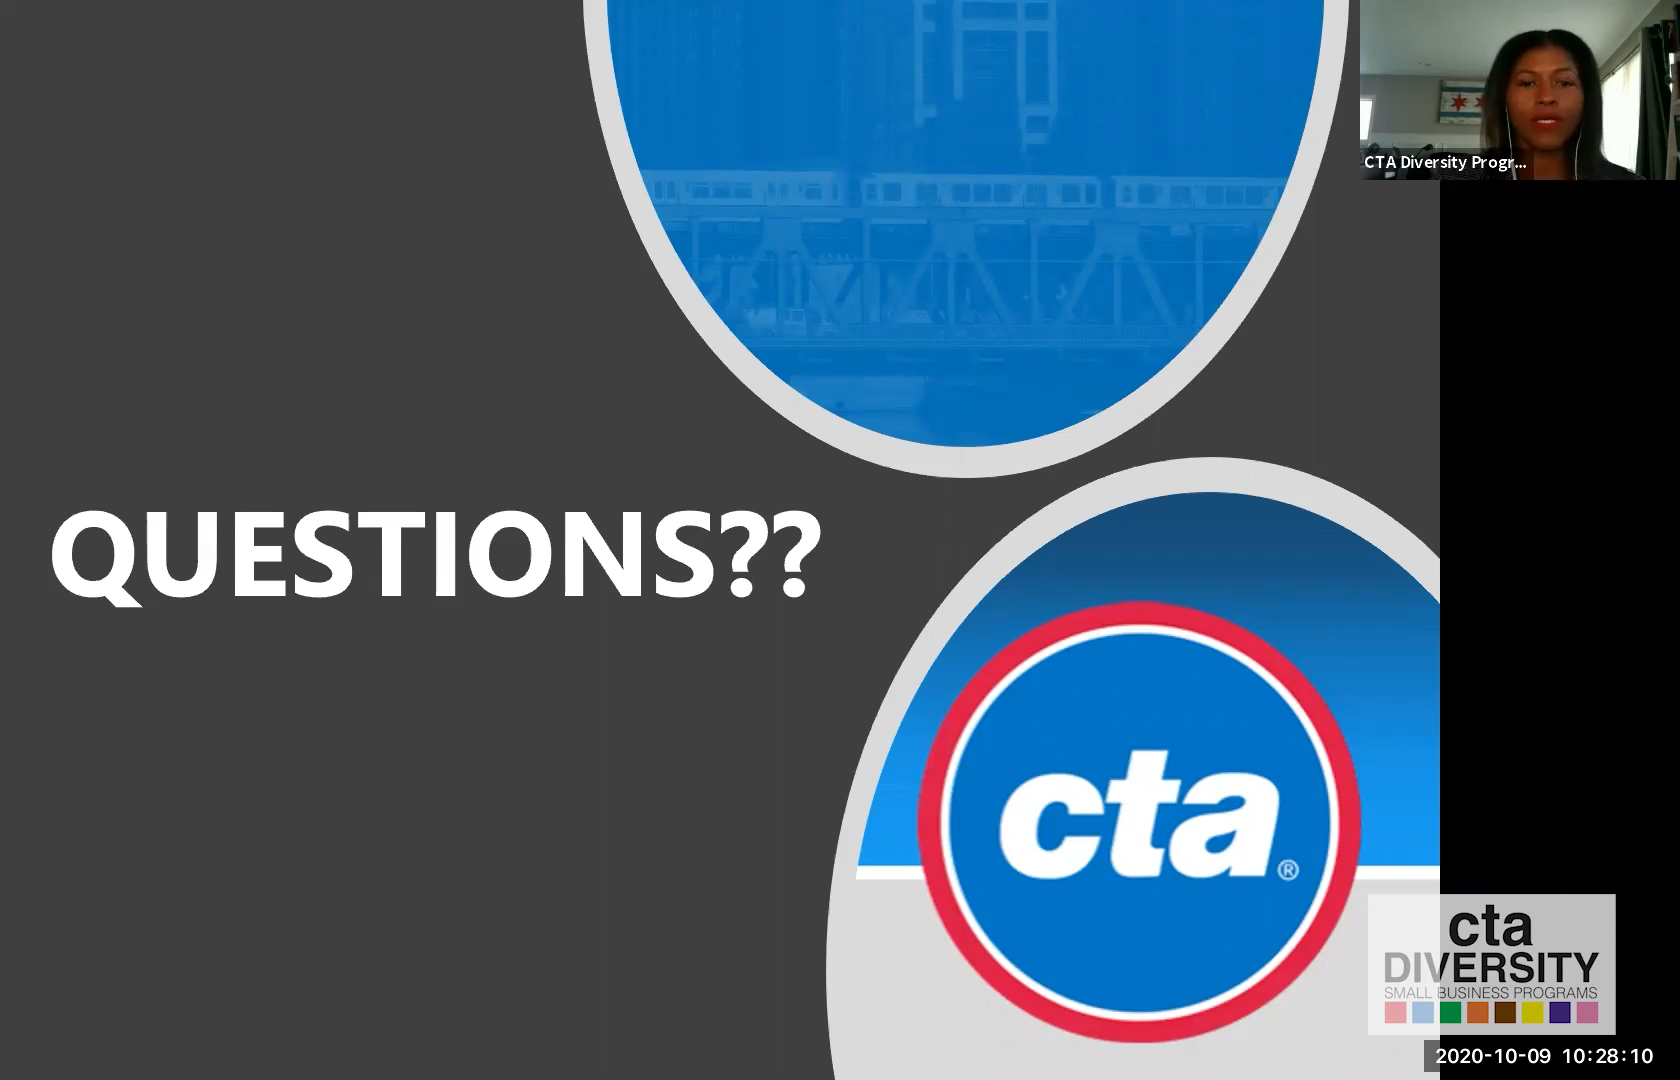 CTA Diversity Progr...
QUESTIONS??
cta®
cta
DIVERSITY
SMALL BUSINESS PROGRAMS
2020-10-09 10:28:10